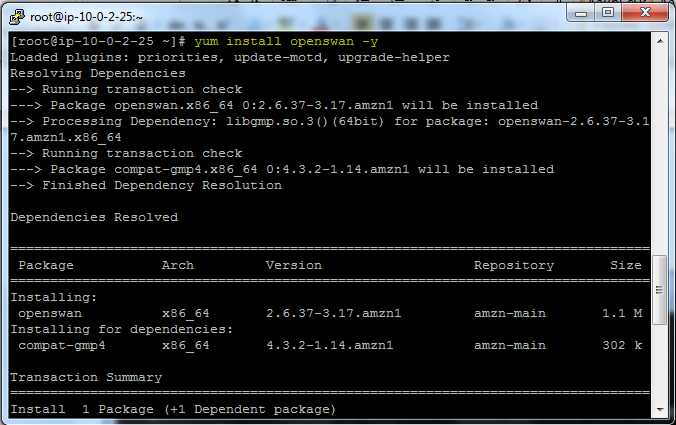 root@ip-10-0-2-25:~
[root@ip-10-0-2-25 ~]# yum install openswan -y
Loaded plugins: priorities, update-motd, upgrade-helper
Resolving Dependencies
--> Running transaction check
---> Package openswan.x86_64 0:2.6.37-3.17.amzn1 will be installed
--> Processing Dependency: libgmp.so.3()(64bit) for package: openswan-2.6.37-3.1
7.amzn1.x86_64
--> Running transaction check
---> Package compat-gmp4.x86_64 0:4.3.2-1.14.amzn1 will be installed
--> Finished Dependency Resolution
Dependencies Resolved
================================================================================
Package Arch Version Repository Size
================================================================================
Installing:
openswan x86_64 2.6.37-3.17.amzn1 amzn-main 1.1 M
Installing for dependencies:
compat-gmp4 x86_64 4.3.2-1.14.amzn1 amzn-main 302 k
Transaction Summary
================================================================================
Install 1 Package (+1 Dependent package)